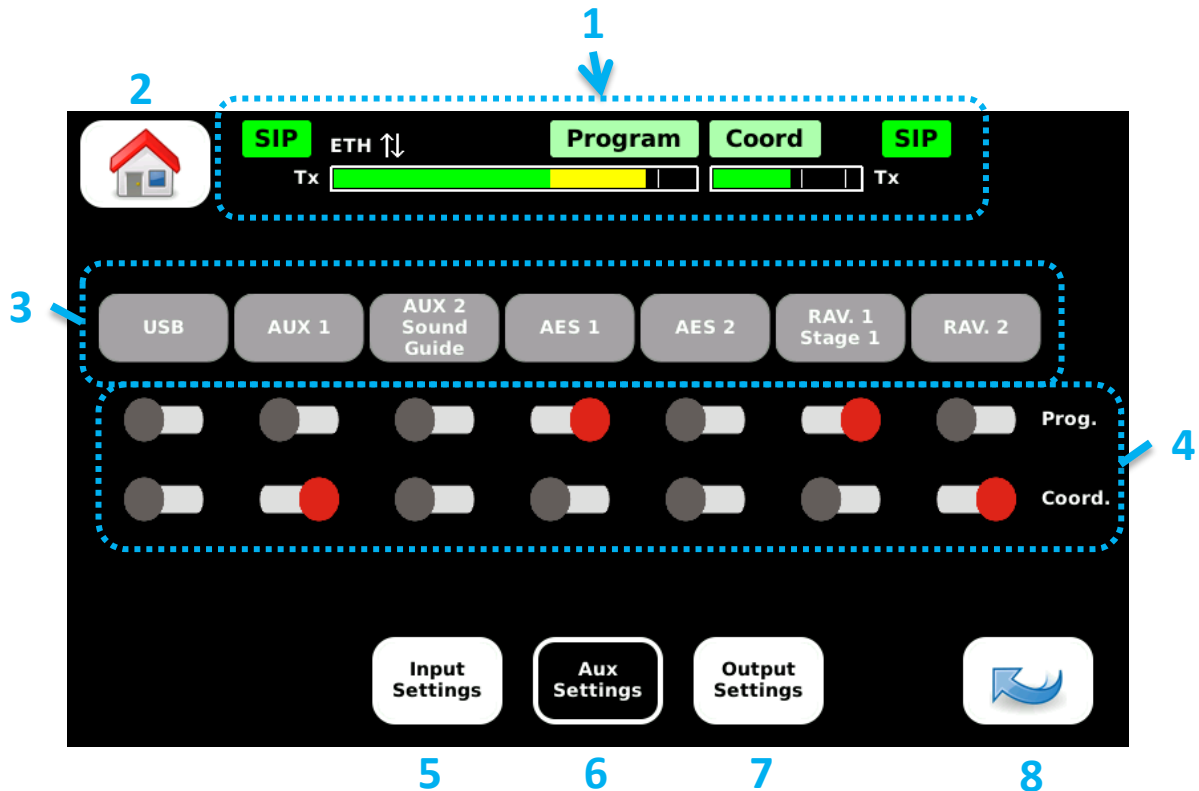 1
2
SIP
ETH
Program
Coord
SIP
Tx
Tx
3
USB
AUX 1
AUX 2
Sound
Guide
AES 1
AES 2
RAV. 1
Stage 1
RAV. 2
Prog.
4
Coord.
Input
Settings
Aux
Settings
Output
Settings
5
6
7
8